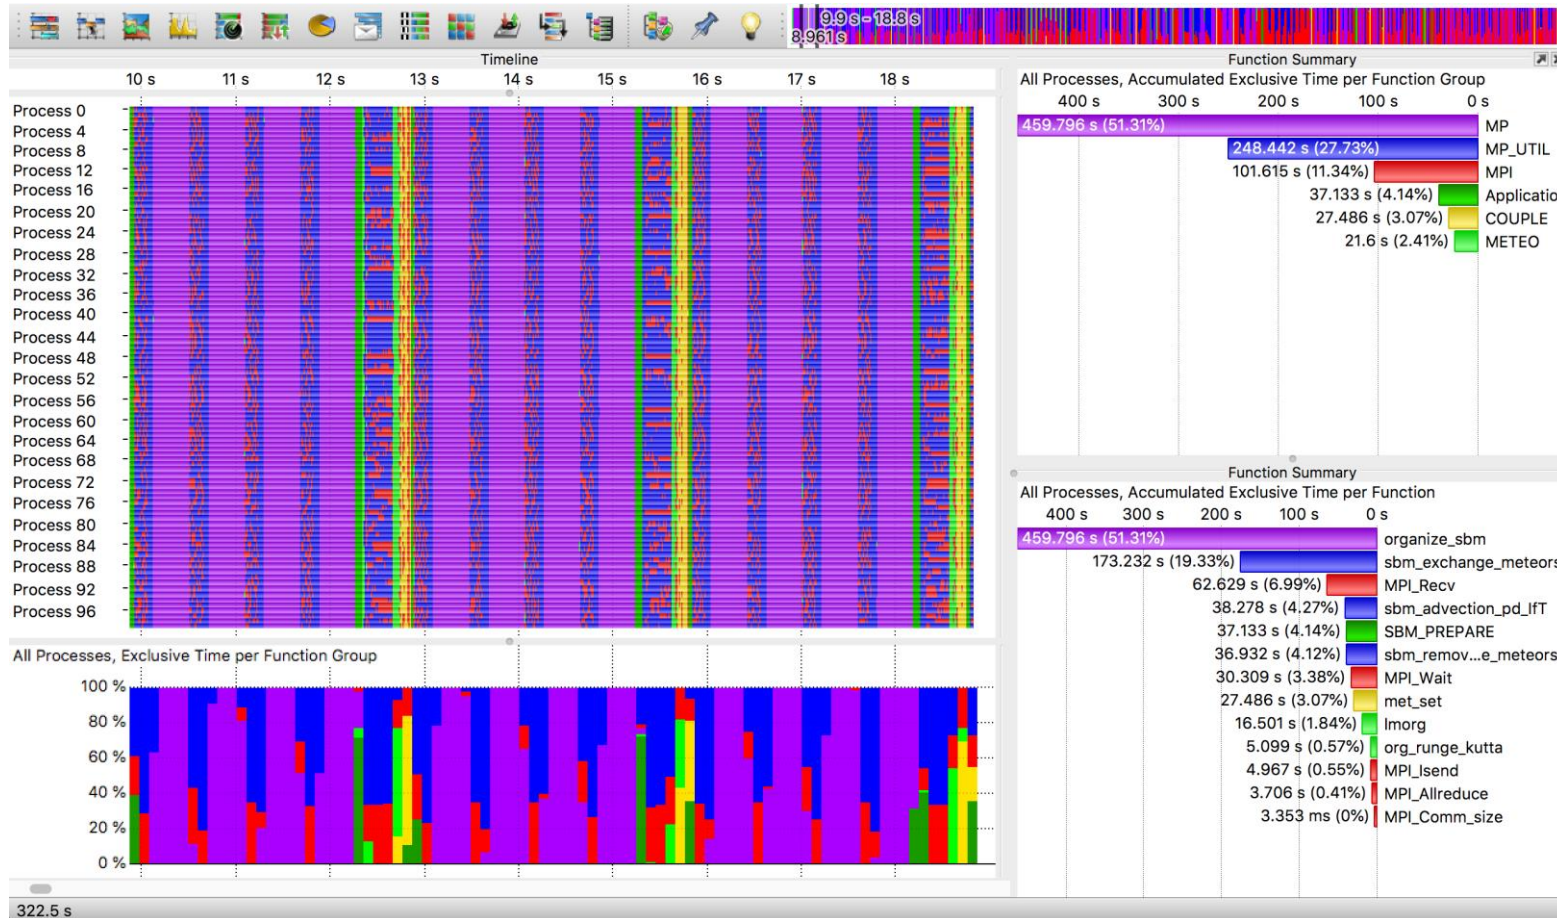 9.9 s - 18.8 s
8.961 s
Timeline
10 s 11 s 12 s 13 s 14 s 15 s 16 s 17 s 18 s
Process 0
Process 4
Process 8
Process 12
Process 16
Process 20
Process 24
Process 28
Process 32
Process 36
Process 40
Process 44
Process 48
Process 52
Process 56
Process 60
Process 64
Process 68
Process 72
Process 76
Process 80
Process 84
Process 88
Process 92
Process 96
All Processes, Exclusive Time per Function Group
100 %
80 %
60 %
40 %
20 %
0 %
322.5 s
Function Summary
All Processes, Accumulated Exclusive Time per Function Group
400 s 300 s 200 s 100 s 0 s
459.796 s (51.31%) MP
248.442 s (27.73%) MP_UTIL
101.615 s (11.34%) MPI
37.133 s (4.14%) Applicatio
27.486 s (3.07%) COUPLE
21.6 s (2.41%) METEO
Function Summary
All Processes, Accumulated Exclusive Time per Function
400 s 300 s 200 s 100 s 0 s
459.796 s (51.31%) organize_sbm
173.232 s (19.33%) sbm_exchange_meteors
62.629 s (6.99%) MPI_Recv
38.278 s (4.27%) sbm_advection_pd_lfT
37.133 s (4.14%) SBM_PREPARE
36.932 s (4.12%) sbm_remov...e_meteors
30.309 s (3.38%) MPI_Wait
27.486 s (3.07%) met_set
16.501 s (1.84%) lmorg
5.099 s (0.57%) org_runge_kutta
4.967 s (0.55%) MPI_Isend
3.706 s (0.41%) MPI_Allreduce
3.353 ms (0%) MPI_Comm_size